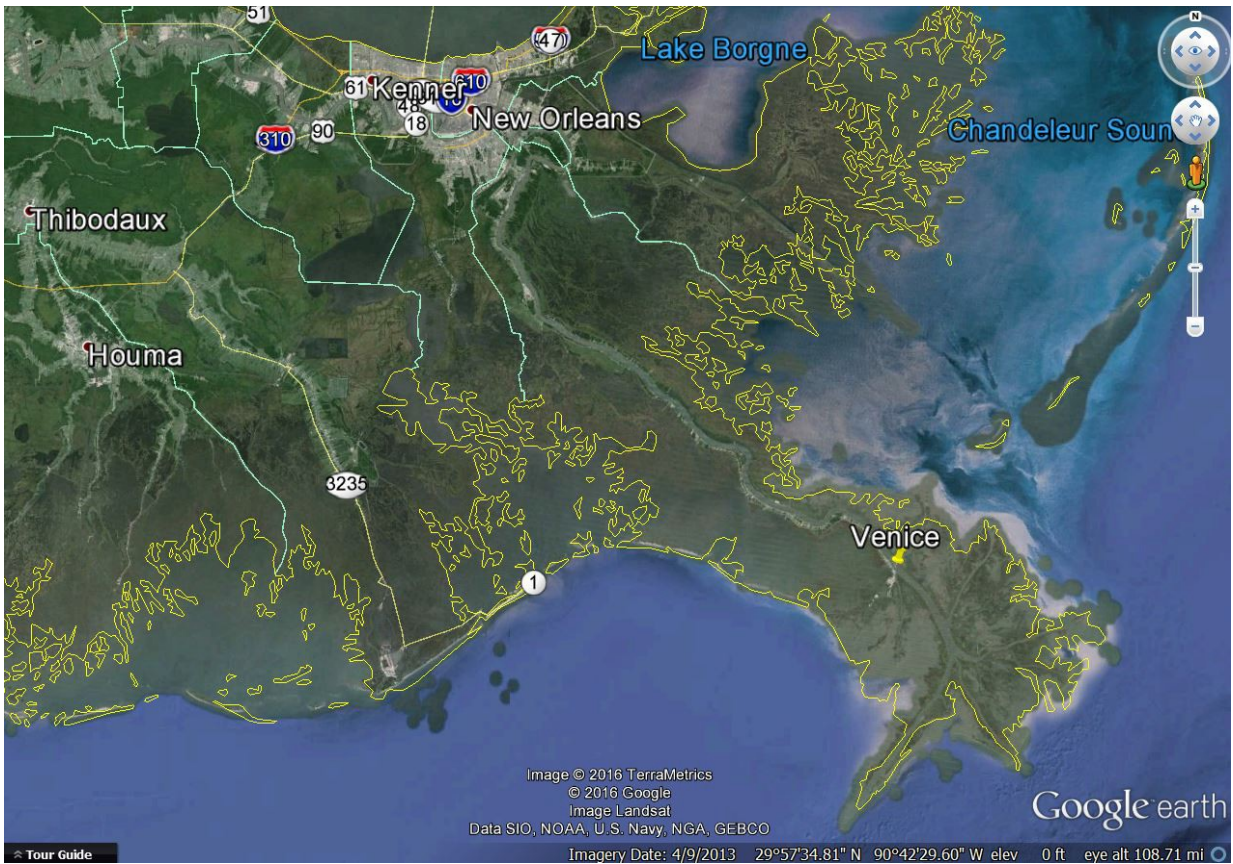 51
47
Lake Borgne
N
61
Kenner
610
48
10
New Orleans
18
310
90
Chandeleur Soun
Thibodaux
Houma
3235
Venice
1
Image © 2016 TerraMetrics
© 2016 Google
Image Landsat
Data SIO, NOAA, U.S. Navy, NGA, GEBCO
Google earth
Tour Guide
Imagery Date: 4/9/2013 29°57'34.81" N 90°42'29.60" W elev 0 ft eye alt 108.71 mi